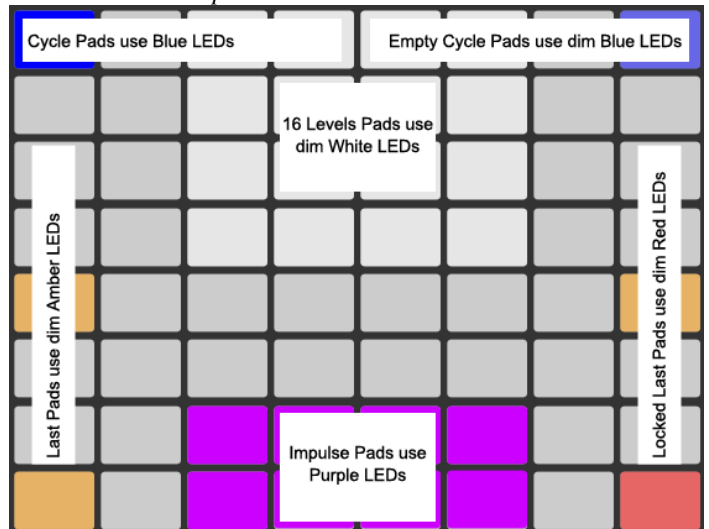 Cycle Pads use Blue LEDs
Empty Cycle Pads use dim Blue LEDs
16 Levels Pads use
dim White LEDs
Last Pads use dim Amber LEDs
Locked Last Pads use dim Red LEDs
Impulse Pads use
Purple LEDs